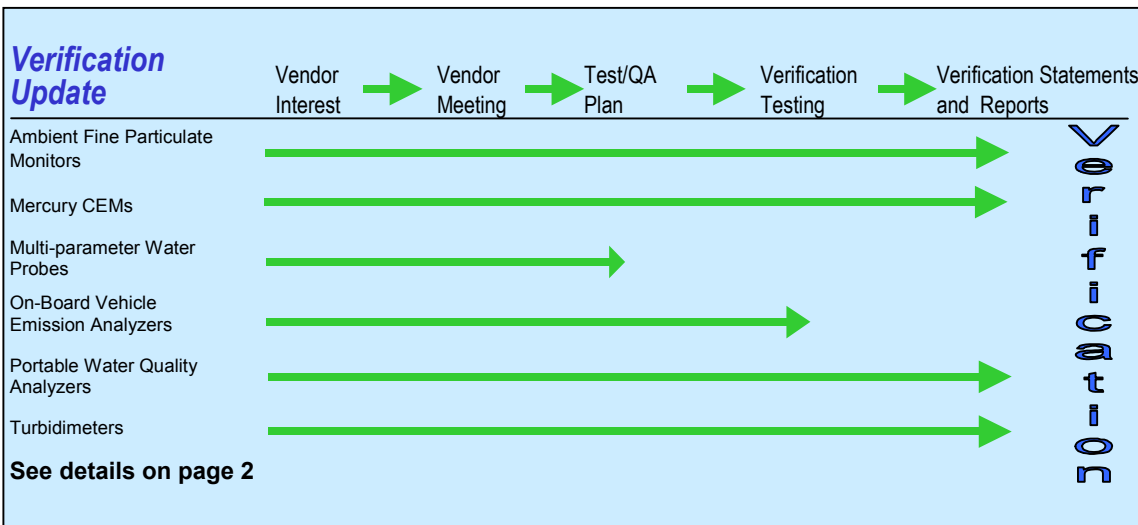 Verification
Update
Vendor
Interest
Vendor
Meeting
Test/QA
Plan
Verification
Testing
Verification Statements
and Reports
Ambient Fine Particulate
Monitors
Mercury CEMs
Multi-parameter Water
Probes
On-Board Vehicle
Emission Analyzers
Portable Water Quality
Analyzers
Turbidimeters
See details on page 2
Verification